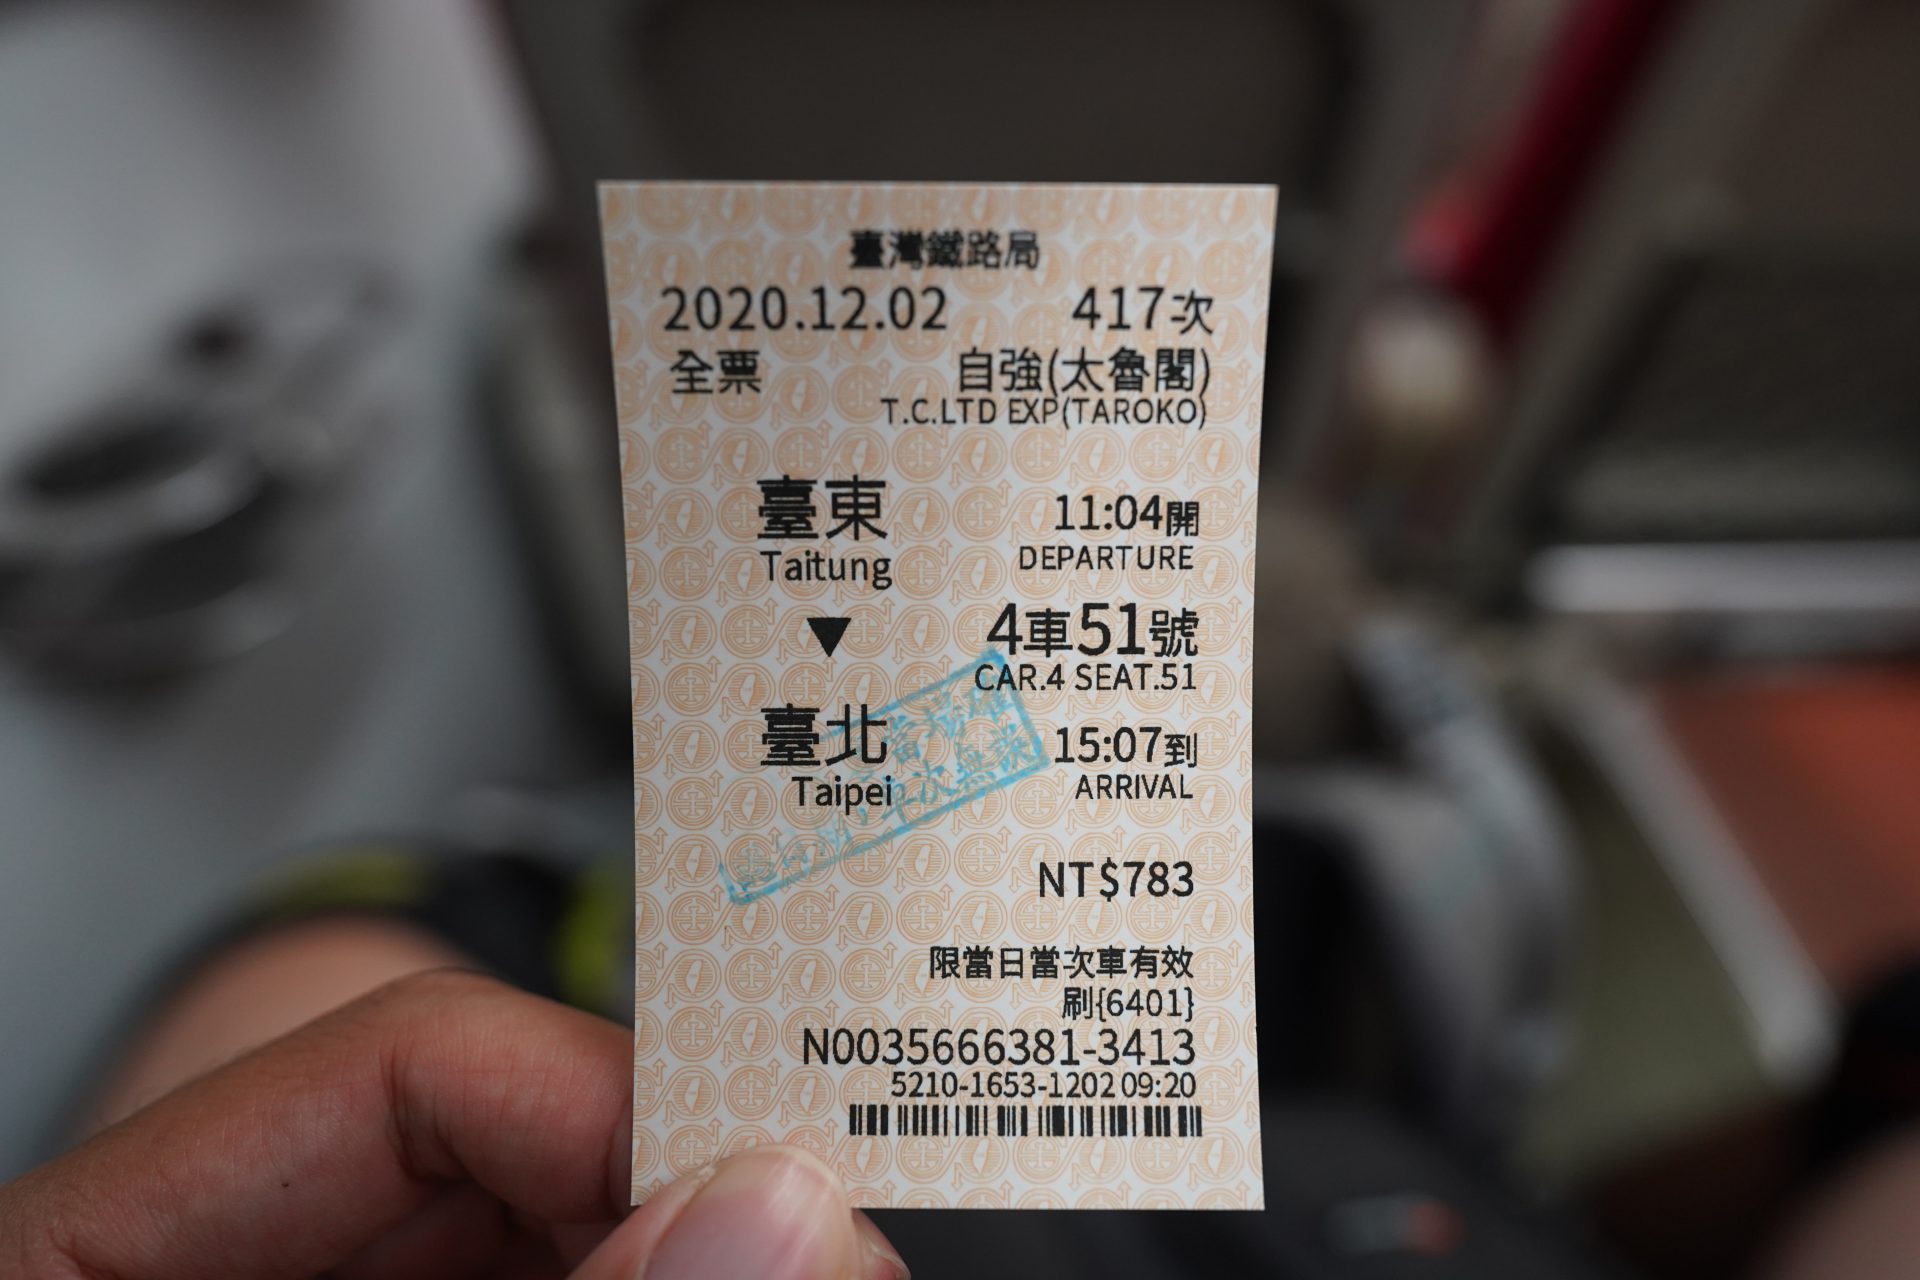 臺灣鐵路局
2020.12.02 417次
全票 自強(太魯閣)
T.C.LTD EXP(TAROKO)
臺東 11:04開
Taitung DEPARTURE
▼ 4車51號
CAR.4 SEAT.51
臺北 15:07到
Taipei ARRIVAL
NT$783
限當日當次車有效
刷{6401}
N0035666381-3413
5210-1653-1202 09:20